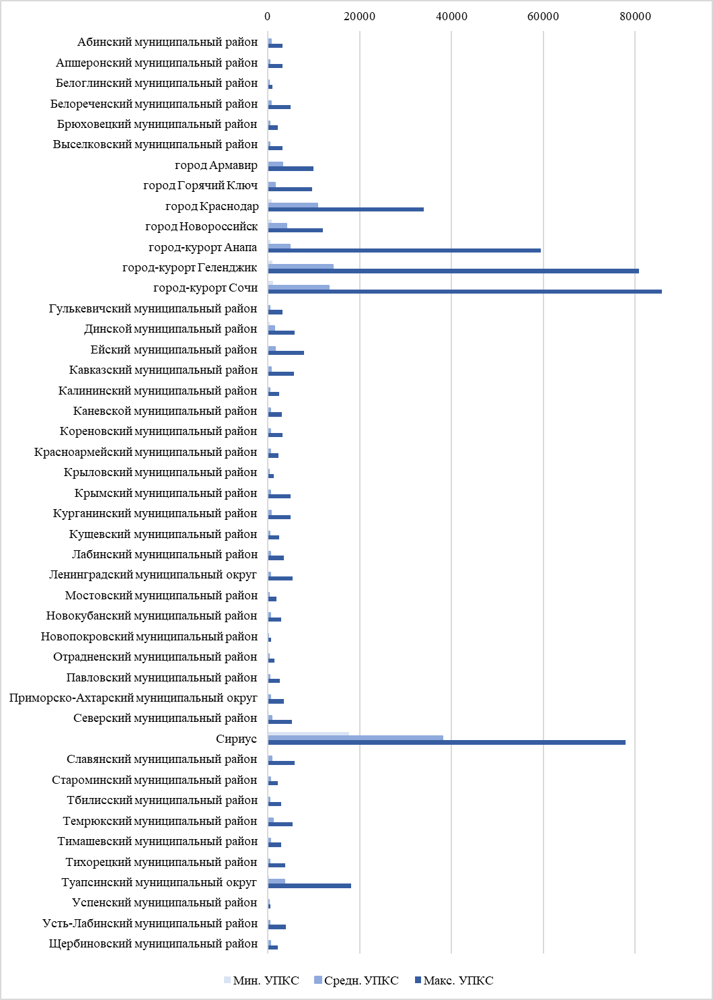 0 20000 40000 60000 80000
Абинский муниципальный район
Апшеронский муниципальный район
Белоглинский муниципальный район
Белореченский муниципальный район
Брюховецкий муниципальный район
Выселковский муниципальный район
город Армавир
город Горячий Ключ
город Краснодар
город Новороссийск
город-курорт Анапа
город-курорт Геленджик
город-курорт Сочи
Гулькевичский муниципальный район
Динской муниципальный район
Ейский муниципальный район
Кавказский муниципальный район
Калининский муниципальный район
Каневской муниципальный район
Кореновский муниципальный район
Красноармейский муниципальный район
Крыловский муниципальный район
Крымский муниципальный район
Курганинский муниципальный район
Кущевский муниципальный район
Лабинский муниципальный район
Ленинградский муниципальный округ
Мостовский муниципальный район
Новокубанский муниципальный район
Новопокровский муниципальный район
Отрадненский муниципальный район
Павловский муниципальный район
Приморско-Ахтарский муниципальный округ
Северский муниципальный район
Сириус
Славянский муниципальный район
Староминский муниципальный район
Тбилисский муниципальный район
Темрюкский муниципальный район
Тимашевский муниципальный район
Тихорецкий муниципальный район
Туапсинский муниципальный округ
Успенский муниципальный район
Усть-Лабинский муниципальный район
Щербиновский муниципальный район
Мин. УПКС Средн. УПКС Макс. УПКС